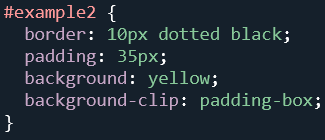 #example2 {
  border: 10px dotted black;
  padding: 35px;
  background: yellow;
  background-clip: padding-box;
}